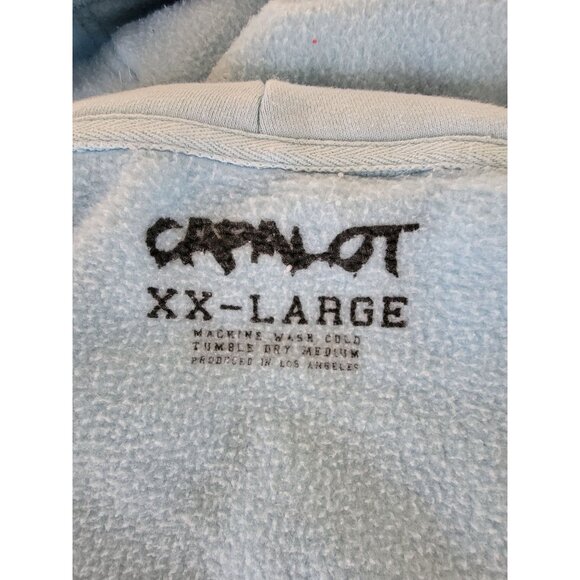 CAPALOT
XX-LARGE
MACHINE WASH COLD
TUMBLE DRY MEDIUM
PRODUCED IN LOS ANGELES